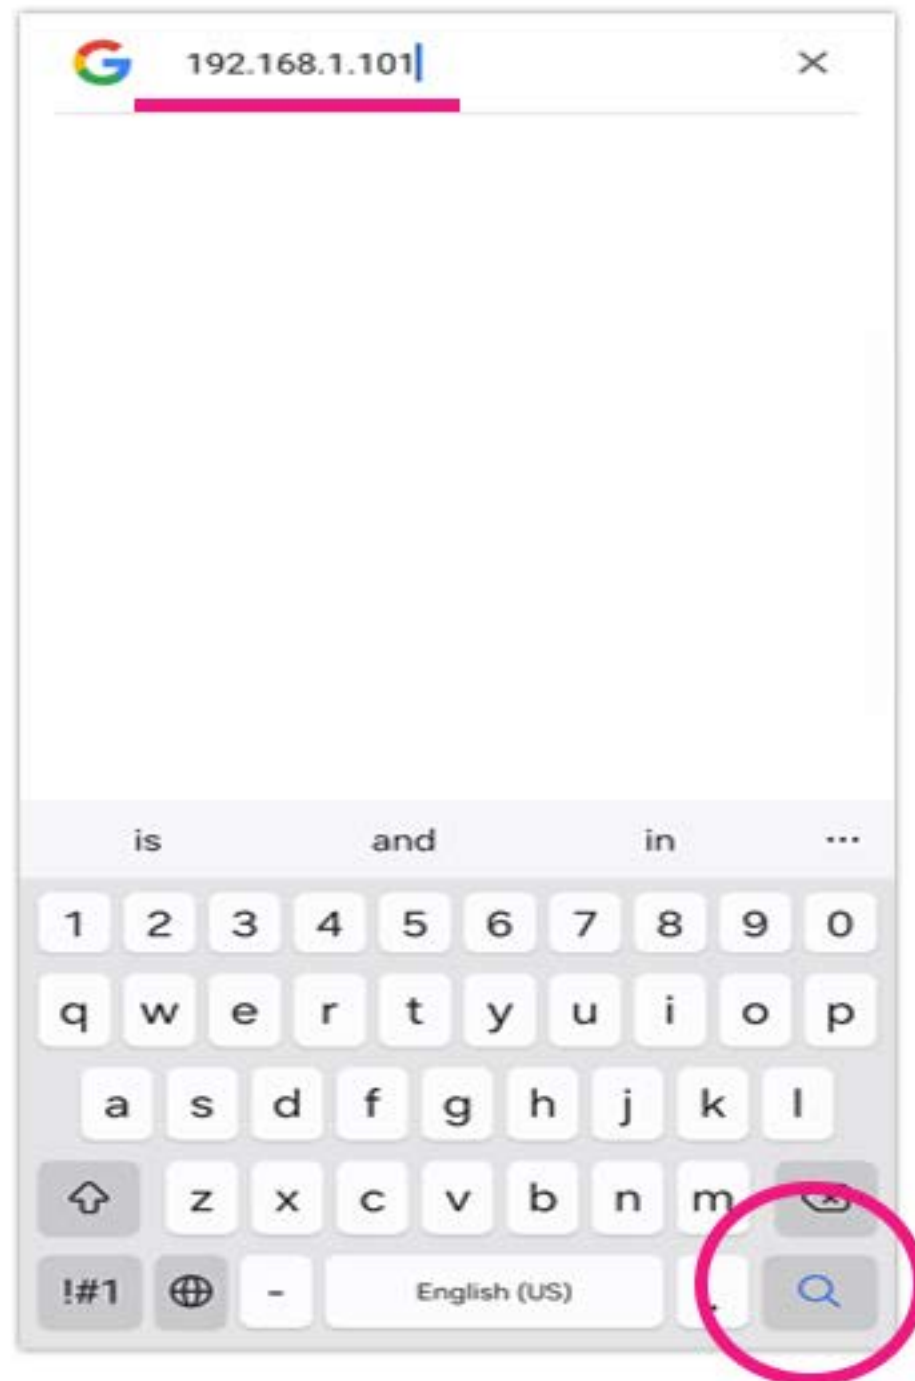 192.168.1.101
is and in ...
1 2 3 4 5 6 7 8 9 0
q w e r t y u i o p
a s d f g h j k l
z x c v b n m
!#1 - English (US) .